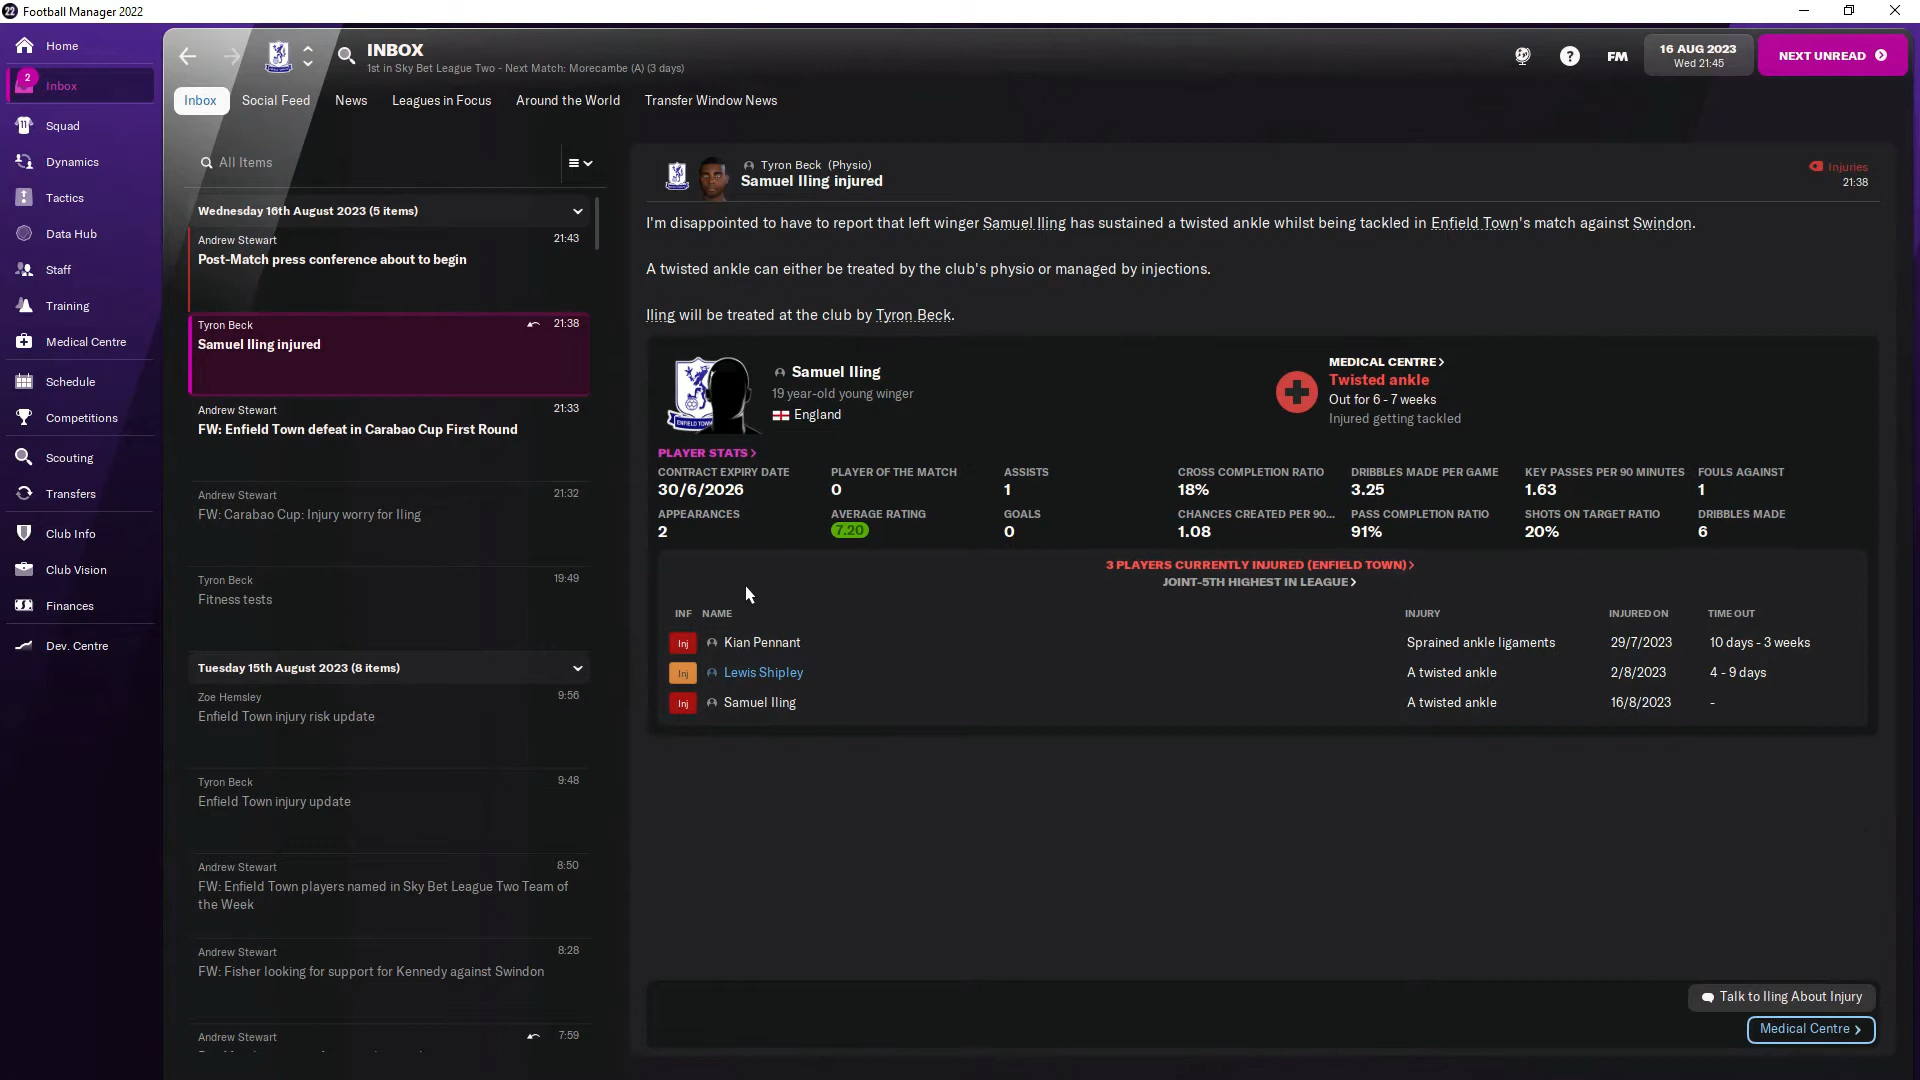 22 Football Manager 2022
Home
2
Inbox
11
Squad
Dynamics
Tactics
Data Hub
Staff
Training
Medical Centre
Schedule
Competitions
Scouting
Transfers
Club Info
Club Vision
Finances
Dev. Centre
INBOX
1st in Sky Bet League Two - Next Match: Morecambe (A) (3 days)
FM
16 AUG 2023
Wed 21:45
NEXT UNREAD
Inbox Social Feed News Leagues in Focus Around the World Transfer Window News
All Items
Wednesday 16th August 2023 (5 items)
Andrew Stewart 21:43
Post-Match press conference about to begin
Tyron Beck 21:38
Samuel Iling injured
Andrew Stewart 21:33
FW: Enfield Town defeat in Carabao Cup First Round
Andrew Stewart 21:32
FW: Carabao Cup: Injury worry for Iling
Tyron Beck 19:49
Fitness tests
Tuesday 15th August 2023 (8 items)
Zoe Hemsley 9:56
Enfield Town injury risk update
Tyron Beck 9:48
Enfield Town injury update
Andrew Stewart 8:50
FW: Enfield Town players named in Sky Bet League Two Team of
the Week
Andrew Stewart 8:28
FW: Fisher looking for support for Kennedy against Swindon
Andrew Stewart 7:59
Tyron Beck (Physio)
Samuel Iling injured
Injuries
21:38
I'm disappointed to have to report that left winger Samuel Iling has sustained a twisted ankle whilst being tackled in Enfield Town's match against Swindon.
A twisted ankle can either be treated by the club's physio or managed by injections.
Iling will be treated at the club by Tyron Beck.
ENFIELD TOWN
Samuel Iling
19 year-old young winger
England
MEDICAL CENTRE >
Twisted ankle
Out for 6 - 7 weeks
Injured getting tackled
PLAYER STATS >
CONTRACT EXPIRY DATE PLAYER OF THE MATCH ASSISTS CROSS COMPLETION RATIO DRIBBLES MADE PER GAME KEY PASSES PER 90 MINUTES FOULS AGAINST
30/6/2026 0 1 18% 3.25 1.63 1
APPEARANCES AVERAGE RATING GOALS CHANCES CREATED PER 90... PASS COMPLETION RATIO SHOTS ON TARGET RATIO DRIBBLES MADE
2 7.20 0 1.08 91% 20% 6
3 PLAYERS CURRENTLY INJURED (ENFIELD TOWN) >
JOINT-5TH HIGHEST IN LEAGUE >
INF NAME INJURY INJURED ON TIME OUT
Inj Kian Pennant Sprained ankle ligaments 29/7/2023 10 days - 3 weeks
Inj Lewis Shipley A twisted ankle 2/8/2023 4 - 9 days
Inj Samuel Iling A twisted ankle 16/8/2023 -
Talk to Iling About Injury
Medical Centre >